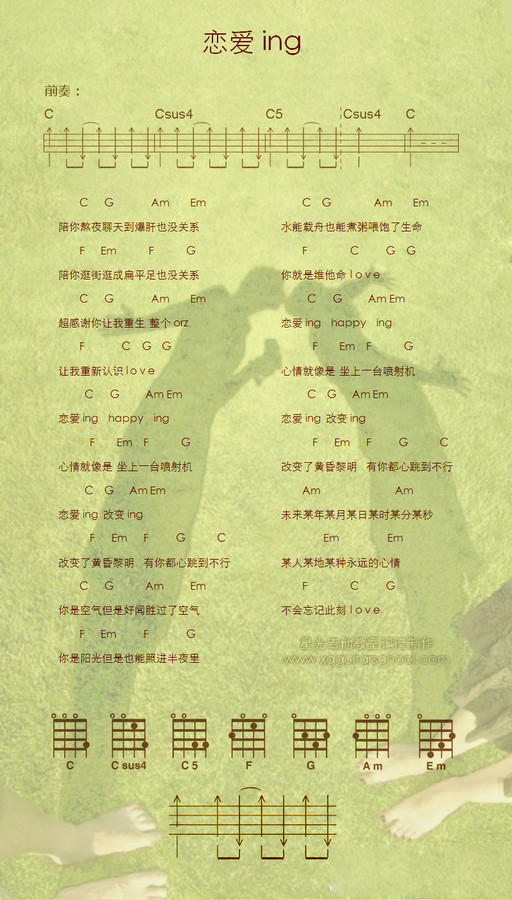 恋爱 ing
前奏：
C Csus4 C5 Csus4 C
C G Am Em
陪你熬夜聊天到爆肝也没关系
F Em F G
陪你逛街逛成扁平足也没关系
C G Am Em
超感谢你让我重生 整个 orz
F C G G
让我重新认识 love
C G Am Em
恋爱 ing happy ing
F Em F G
心情就像是 坐上一台喷射机
C G Am Em
恋爱 ing 改变 ing
F Em F G C
改变了黄昏黎明 有你都心跳到不行
C G Am Em
你是空气但是好闻胜过了空气
F Em F G
你是阳光但是也能照进半夜里
C G Am Em
水能载舟也能煮粥喂饱了生命
F C G G
你就是维他命 love
C G Am Em
恋爱 ing happy ing
F Em F G
心情就像是 坐上一台喷射机
C G Am Em
恋爱 ing 改变 ing
F Em F G C
改变了黄昏黎明 有你都心跳到不行
Am Am
未来某年某月某日某时某分某秒
Em Em
某人某地某种永远的心情
F C G
不会忘记此刻 love
www.xgguitarschool.com
C Csus4 C5 F G Am Em